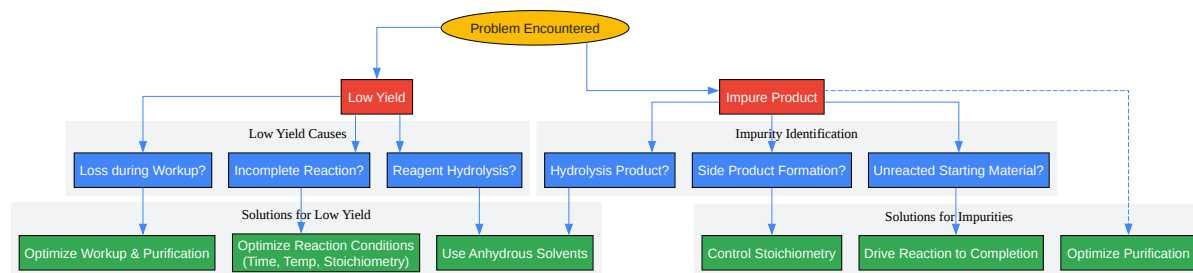 Problem Encountered
Low Yield
Impure Product
Low Yield Causes
Impurity Identification
Loss during Workup?
Incomplete Reaction?
Reagent Hydrolysis?
Hydrolysis Product?
Side Product Formation?
Unreacted Starting Material?
Solutions for Low Yield
Solutions for Impurities
Optimize Workup & Purification
Optimize Reaction Conditions
(Time, Temp, Stoichiometry)
Use Anhydrous Solvents
Control Stoichiometry
Drive Reaction to Completion
Optimize Purification